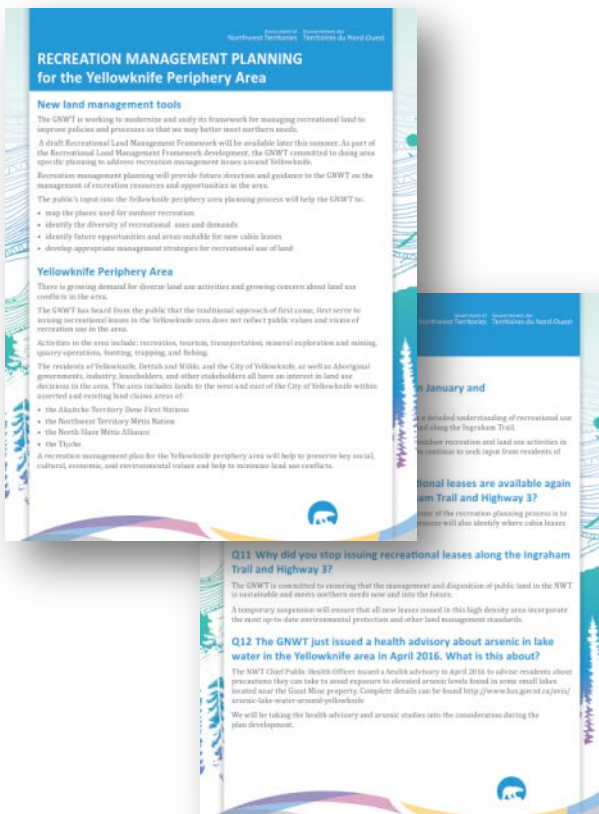 Government of Gouvernement des
Northwest Territories Territoires du Nord-Ouest
RECREATION MANAGEMENT PLANNING
for the Yellowknife Periphery Area
New land management tools
The GNWT is working to modernize and unify its framework for managing recreational land to
improve policies and processes so that we may better meet northern needs.
A draft Recreational Land Management Framework will be available later this summer. As part of
the Recreational Land Management Framework development, the GNWT committed to doing area
specific planning to address recreation management issues around Yellowknife.
Recreation management planning will provide future direction and guidance to the GNWT on the
management of recreation resources and opportunities in the area.
The public's input into the Yellowknife periphery area planning process will help the GNWT to:
• map the places used for outdoor recreation
• identify the diversity of recreational uses and demands
• identify future opportunities and areas suitable for new cabin leases
• develop appropriate management strategies for recreational use of land
Yellowknife Periphery Area
There is growing demand for diverse land use activities and growing concern about land use
conflicts in the area.
The GNWT has heard from the public that the traditional approach of first come, first serve to
issuing recreational leases in the Yellowknife area does not reflect public values and vision of
recreation use in the area.
Activities in the area include: recreation, tourism, transportation, mineral exploration and mining,
quarry operations, hunting, trapping, and fishing.
The residents of Yellowknife, Dettah and Ndilo, and the City of Yellowknife, as well as Aboriginal
governments, industry, leaseholders, and other stakeholders all have an interest in land use
decisions in the area. The area includes lands to the west and east of the City of Yellowknife within
asserted and existing land claims areas of:
• the Akaitcho Territory Dene First Nations
• the Northwest Territory Métis Nation
• the North Slave Métis Alliance
• the Tłıchǫ
A recreation management plan for the Yellowknife periphery area will help to preserve key social,
cultural, economic, and environmental values and help to minimize land use conflicts.
Government of Gouvernement des
Northwest Territories Territoires du Nord-Ouest
n January and
a detailed understanding of recreational use
nd along the Ingraham Trail.
outdoor recreation and land use activities in
e continue to seek input from residents of
ional leases are available again
am Trail and Highway 3?
ome of the recreation planning process is to
process will also identify where cabin leases
Q11 Why did you stop issuing recreational leases along the Ingraham
Trail and Highway 3?
The GNWT is committed to ensuring that the management and disposition of public land in the NWT
is sustainable and meets northern needs now and into the future.
A temporary suspension will ensure that all new leases issued in this high density area incorporate
the most up-to-date environmental protection and other land management standards.
Q12 The GNWT just issued a health advisory about arsenic in lake
water in the Yellowknife area in April 2016. What is this about?
The NWT Chief Public Health Officer issued a health advisory in April 2016 to advise residents about
precautions they can take to avoid exposure to elevated arsenic levels found in some small lakes
located near the Giant Mine property. Complete details can be found http://www.hss.gov.nt.ca/avis/
arsenic-lake-water-around-yellowknife
We will be taking the health advisory and arsenic studies into the consideration during the
plan development.